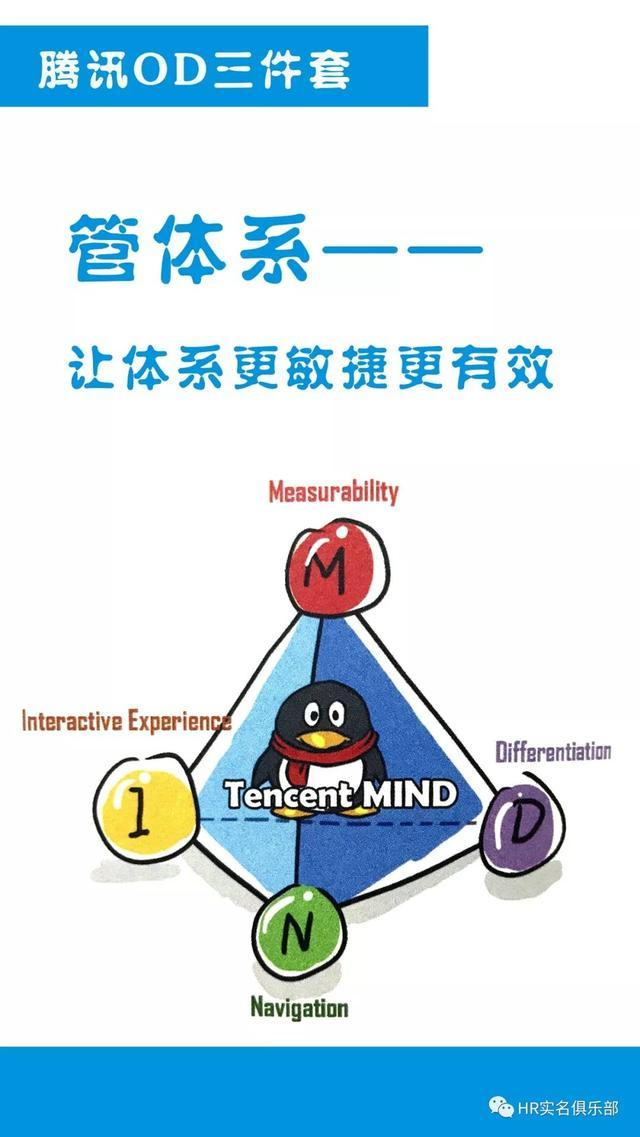 腾讯OD三件套
管体系——
让体系更敏捷更有效
Measurability
M
Interactive Experience
Differentiation
Tencent MIND
I
D
N
Navigation
HR实名俱乐部